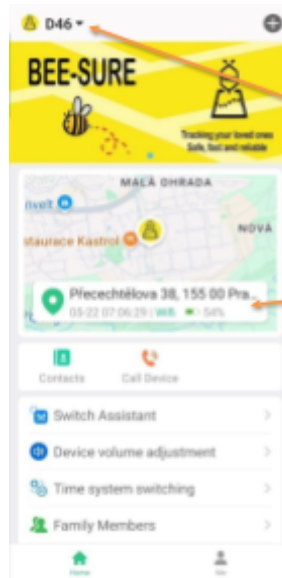 D46
BEE-SURE
Tracking your loved ones
Safe, fast and reliable
MALÁ OHRADA
nvelt
NOVÁ
staurace Kastrol
Přecechtělova 38, 155 00 Pra...
05-22 07:06:29 | Wifi 54%
Contacts
Call Device
Switch Assistant
Device volume adjustment
Time system switching
Family Members
Home
Me